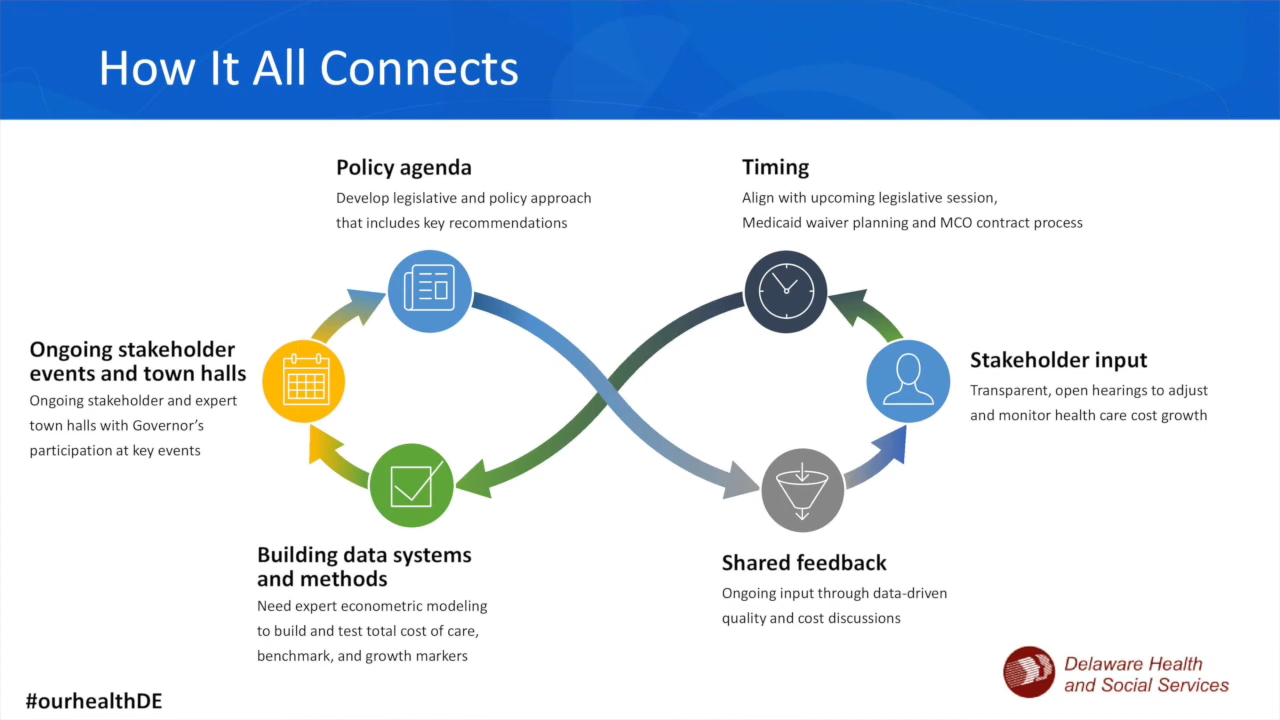 How It All Connects
Policy agenda
Develop legislative and policy approach
that includes key recommendations
Timing
Align with upcoming legislative session,
Medicaid waiver planning and MCO contract process
Ongoing stakeholder
events and town halls
Ongoing stakeholder and expert
town halls with Governor’s
participation at key events
Stakeholder input
Transparent, open hearings to adjust
and monitor health care cost growth
Building data systems
and methods
Need expert econometric modeling
to build and test total cost of care,
benchmark, and growth markers
Shared feedback
Ongoing input through data-driven
quality and cost discussions
Delaware Health
and Social Services
#ourhealthDE